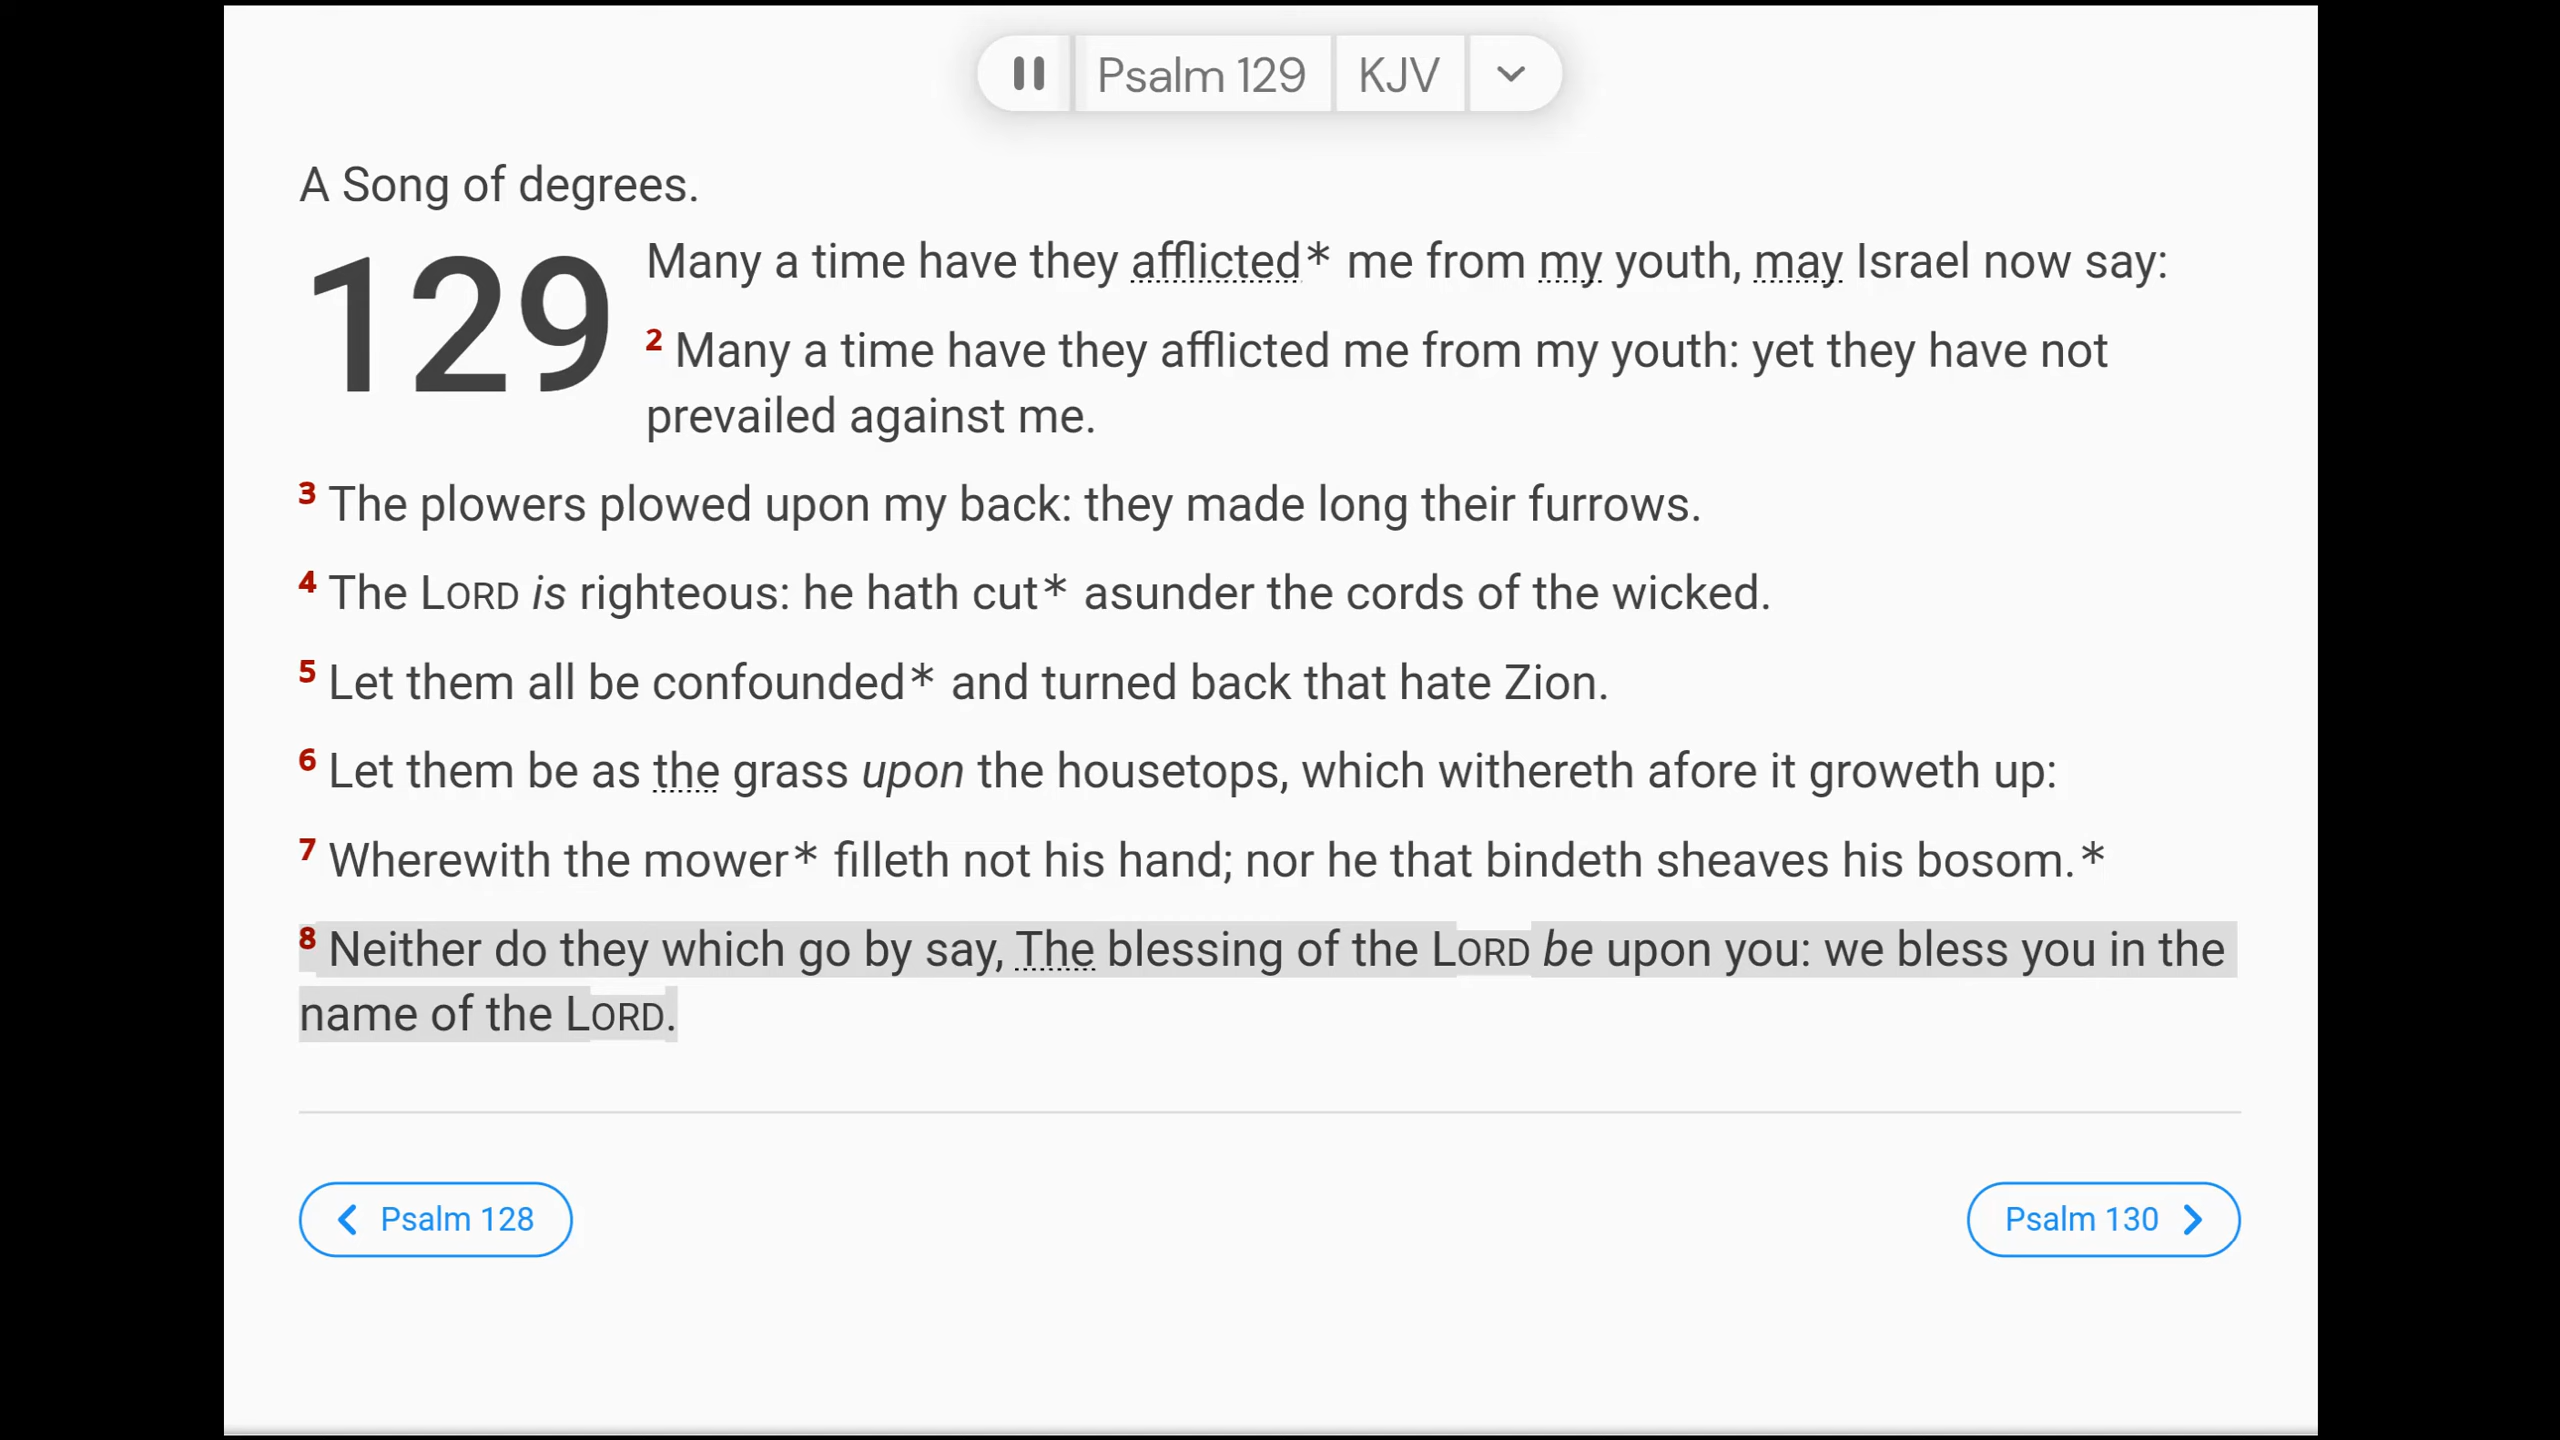 Psalm 129 KJV
A Song of degrees.
129 Many a time have they afflicted* me from my youth, may Israel now say:
2 Many a time have they afflicted me from my youth: yet they have not
prevailed against me.
3 The plowers plowed upon my back: they made long their furrows.
4 The LORD is righteous: he hath cut* asunder the cords of the wicked.
5 Let them all be confounded* and turned back that hate Zion.
6 Let them be as the grass upon the housetops, which withereth afore it groweth up:
7 Wherewith the mower* filleth not his hand; nor he that bindeth sheaves his bosom.*
8 Neither do they which go by say, The blessing of the LORD be upon you: we bless you in the
name of the LORD.
Psalm 128
Psalm 130